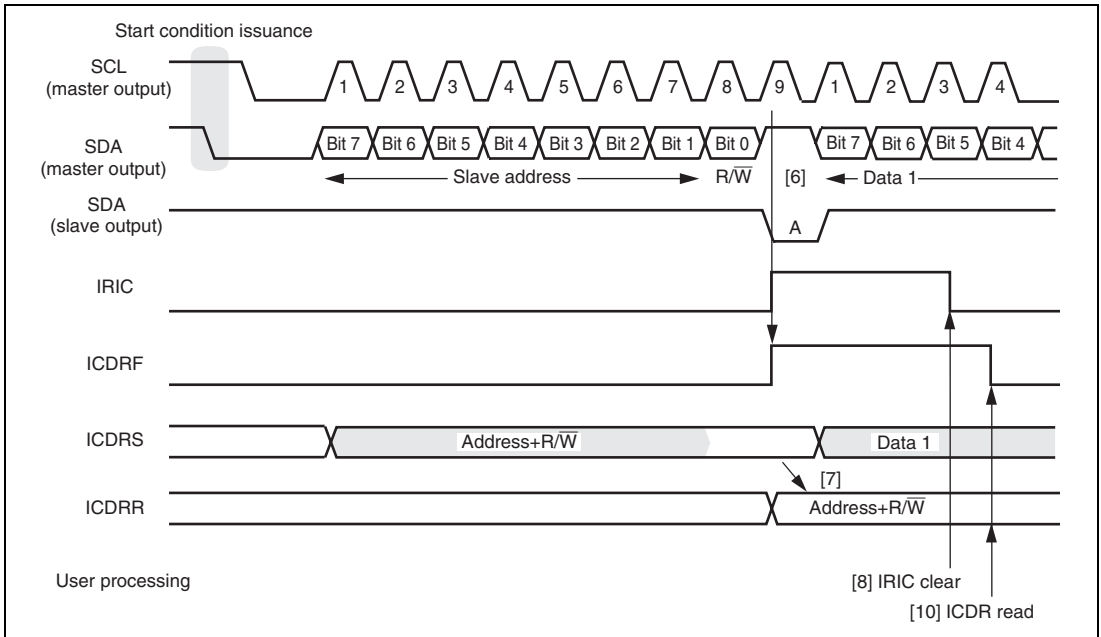 Start condition issuance
SCL
(master output)
1 2 3 4 5 6 7 8 9 1 2 3 4
SDA
(master output)
Bit 7 Bit 6 Bit 5 Bit 4 Bit 3 Bit 2 Bit 1 Bit 0 Bit 7 Bit 6 Bit 5 Bit 4
Slave address R/W̅ [6] Data 1
SDA
(slave output)
A
IRIC
ICDRF
ICDRS
Address+R/W̅ Data 1
[7]
ICDRR
Address+R/W̅
User processing
[8] IRIC clear
[10] ICDR read